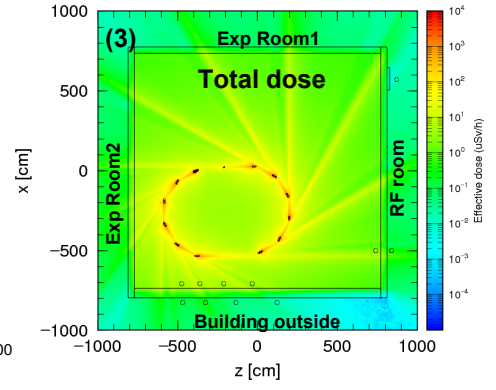 (3)
Exp Room1
Total dose
Exp Room2
RF room
Building outside
x [cm]
1000
500
0
−500
−1000
−1000
−500
0
500
1000
z [cm]
00
10⁴
10³
10²
10¹
10⁰
10⁻¹
10⁻²
10⁻³
10⁻⁴
Effective dose (uSv/h)